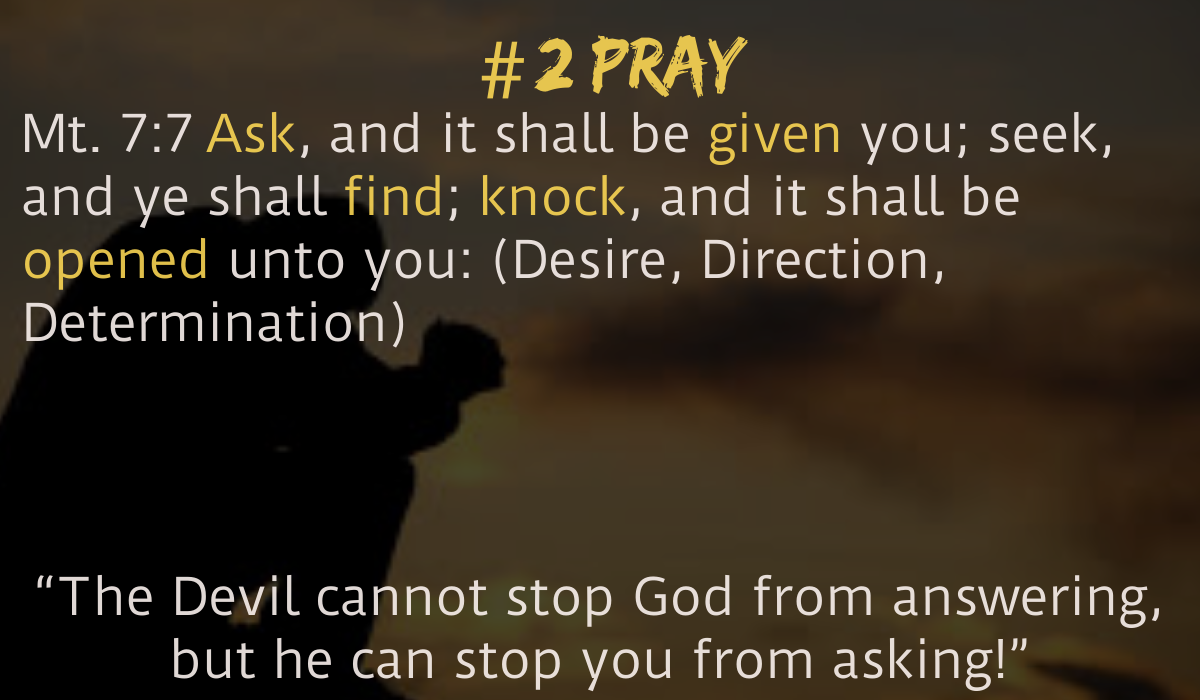 # 2 PRAY
Mt. 7:7 Ask, and it shall be given you; seek,
and ye shall find; knock, and it shall be
opened unto you: (Desire, Direction,
Determination)
“The Devil cannot stop God from answering,
but he can stop you from asking!”